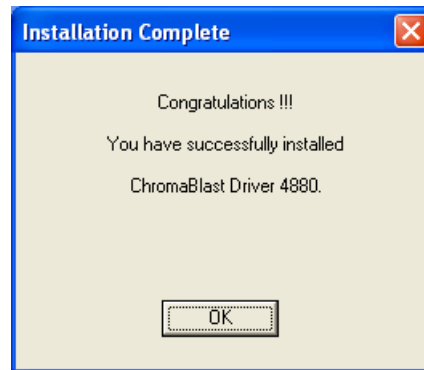 Installation Complete
Congratulations !!!
You have successfully installed
ChromaBlast Driver 4880.
OK